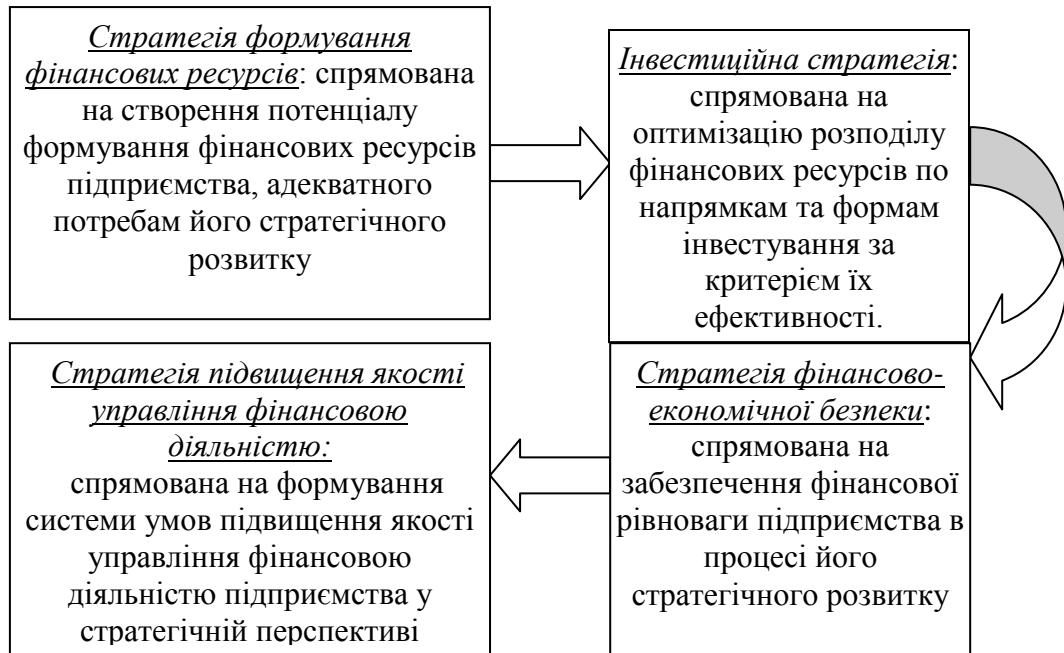 Стратегія формування
фінансових ресурсів: спрямована
на створення потенціалу
формування фінансових ресурсів
підприємства, адекватного
потребам його стратегічного
розвитку
Інвестиційна стратегія:
спрямована на
оптимізацію розподілу
фінансових ресурсів по
напрямкам та формам
інвестування за
критерієм їх
ефективності.
Стратегія фінансово-
економічної безпеки:
спрямована на
забезпечення фінансової
рівноваги підприємства в
процесі його
стратегічного розвитку
Стратегія підвищення якості
управління фінансовою
діяльністю:
спрямована на формування
системи умов підвищення якості
управління фінансовою
діяльністю підприємства у
стратегічній перспективі